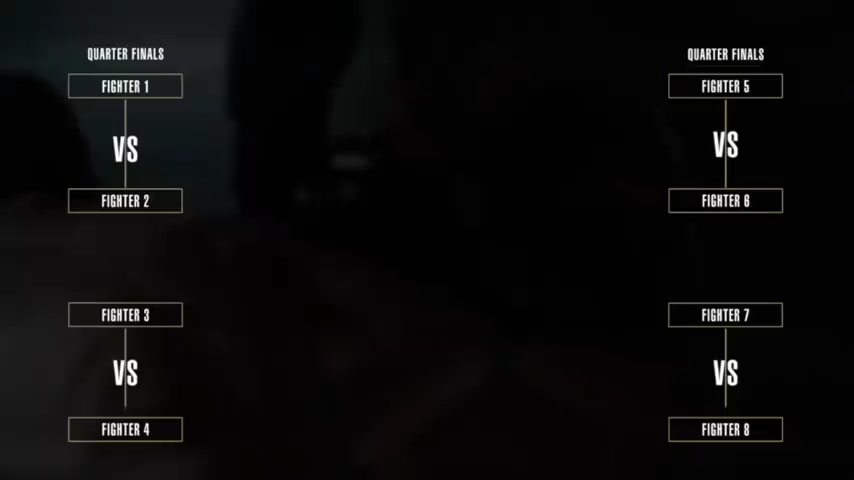 QUARTER FINALS
FIGHTER 1
VS
FIGHTER 2
FIGHTER 3
VS
FIGHTER 4
QUARTER FINALS
FIGHTER 5
VS
FIGHTER 6
FIGHTER 7
VS
FIGHTER 8